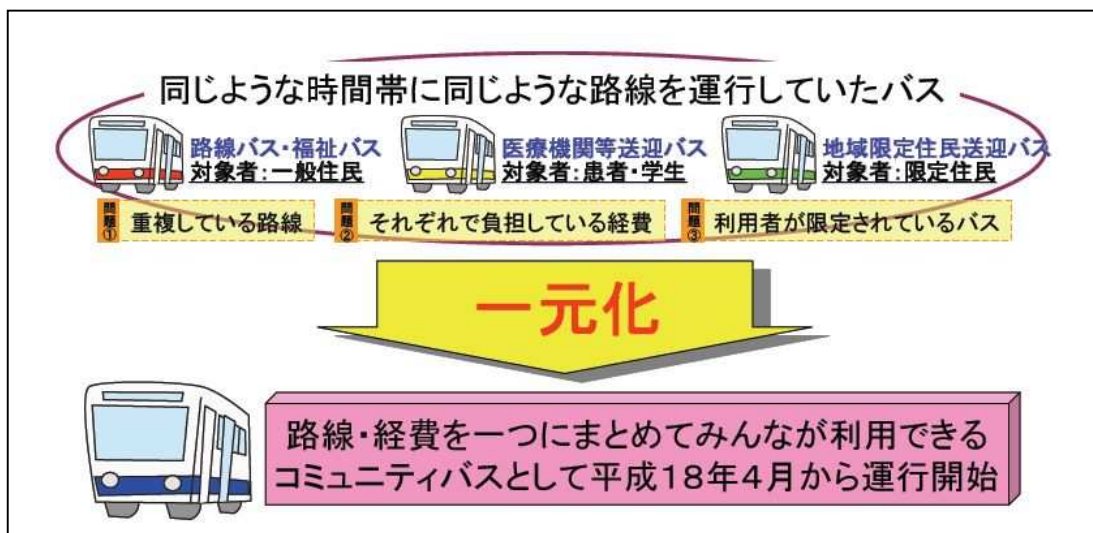 同じような時間帯に同じような路線を運行していたバス
路線バス・福祉バス
対象者:一般住民
医療機関等送迎バス
対象者:患者・学生
地域限定住民送迎バス
対象者:限定住民
問題① 重複している路線
問題② それぞれで負担している経費
問題③ 利用者が限定されているバス
一元化
路線・経費を一つにまとめてみんなが利用できる
コミュニティバスとして平成18年4月から運行開始